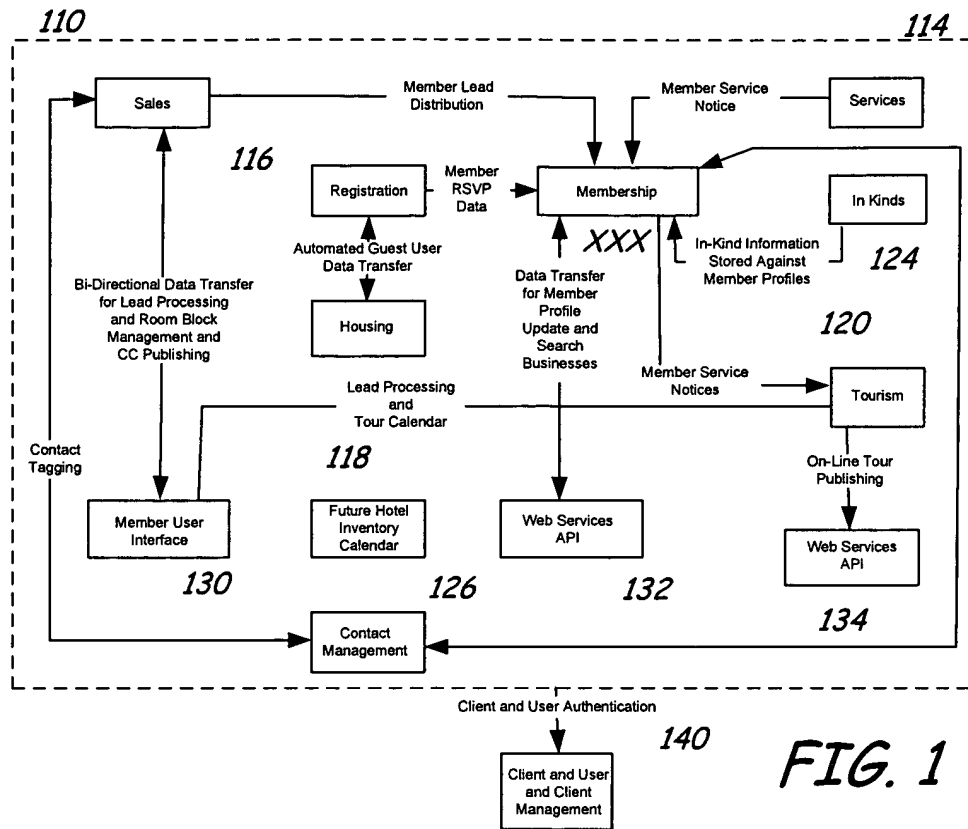 110
114
Sales
Member Lead
Distribution
Member Service
Notice
Services
116
Registration
Member
RSVP
Data
Membership
In Kinds
XXX
124
Automated Guest User
Data Transfer
In-Kind Information
Stored Against
Member Profiles
Bi-Directional Data Transfer
for Lead Processing
and Room Block
Management and
CC Publishing
Housing
Data Transfer
for Member
Profile
Update and
Search
Businesses
120
Member Service
Notices
Lead Processing
and
Tour Calendar
Tourism
Contact
Tagging
118
On-Line Tour
Publishing
Member User
Interface
Future Hotel
Inventory
Calendar
Web Services
API
Web Services
API
130
126
132
134
Contact
Management
Client and User Authentication
140
Client and User
and Client
Management
FIG. 1